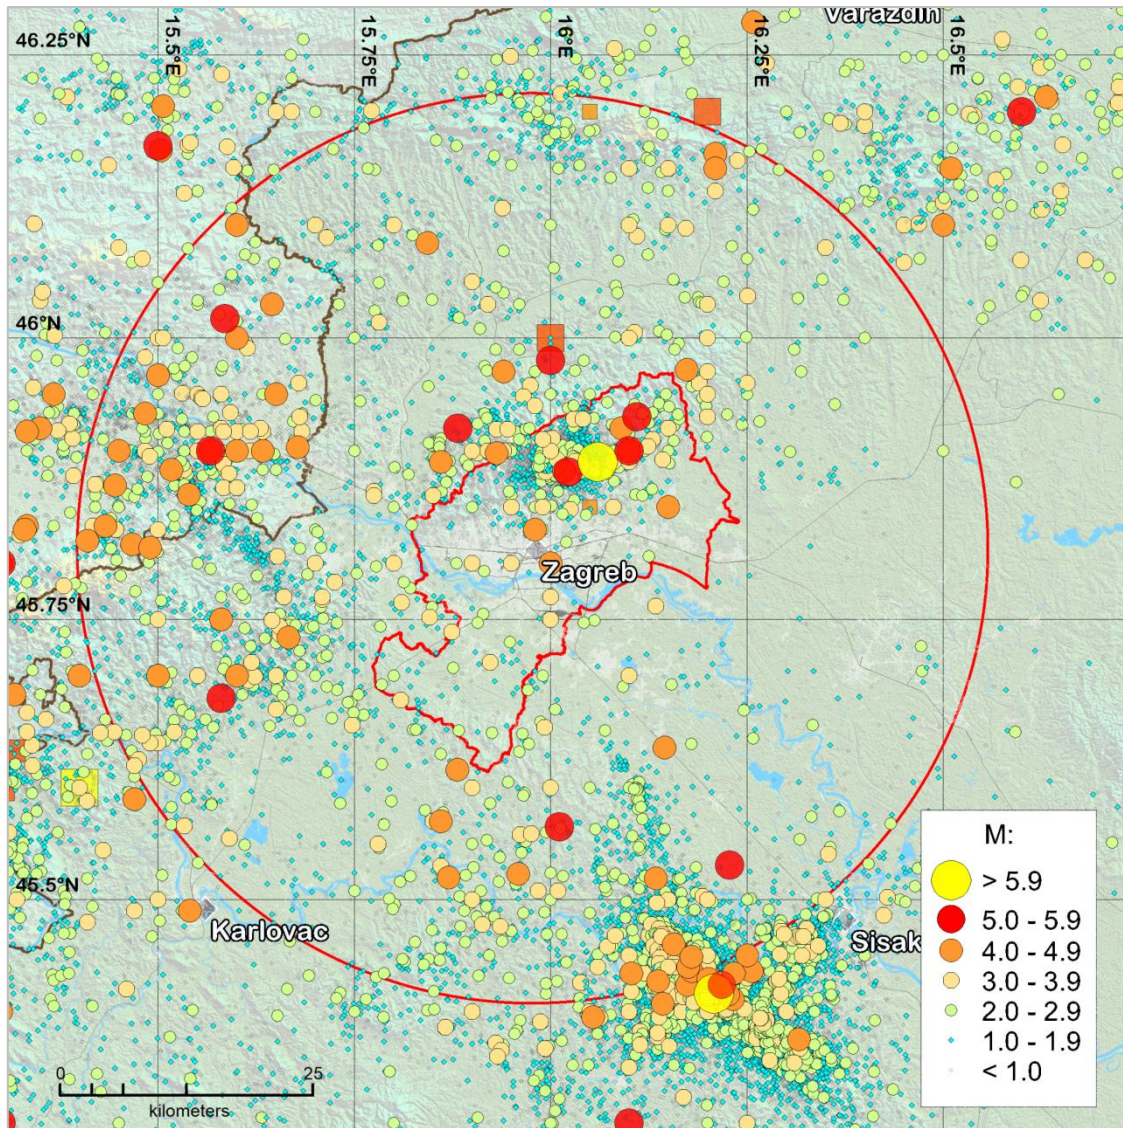 Varaždin
46.25°N
15.5°E
15.75°E
16°E
16.25°E
16.5°E
46°N
Zagreb
45.75°N
M:
> 5.9
5.0 - 5.9
4.0 - 4.9
3.0 - 3.9
2.0 - 2.9
1.0 - 1.9
< 1.0
45.5°N
Karlovac
Sisak
0 25
kilometers